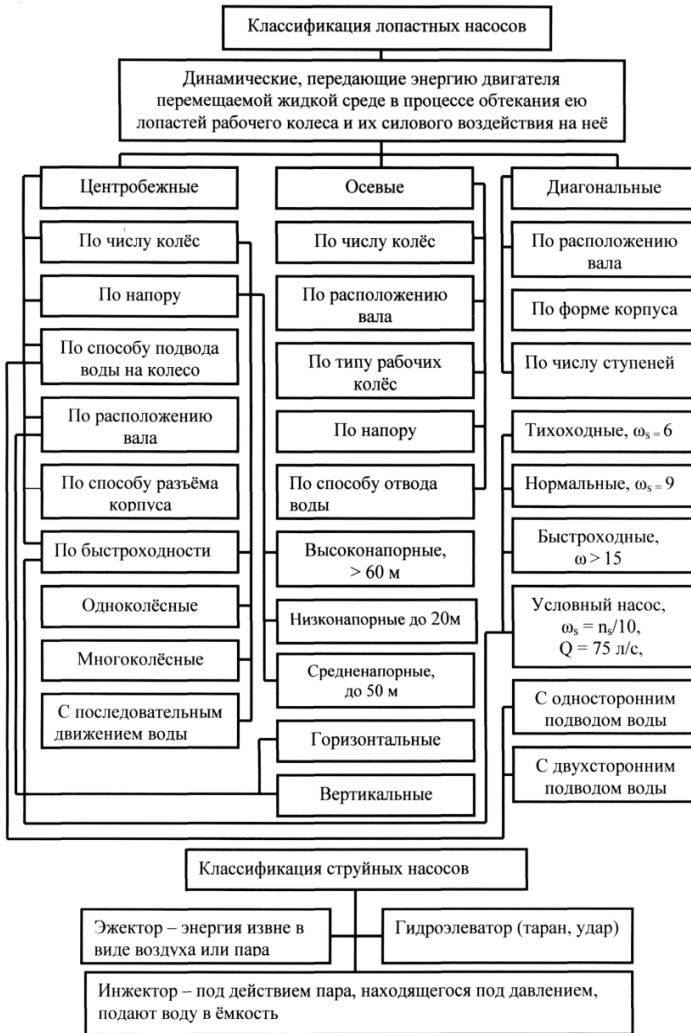 Классификация лопастных насосов
Динамические, передающие энергию двигателя
перемещаемой жидкой среде в процессе обтекания ею
лопастей рабочего колеса и их силового воздействия на неё
Центробежные
По числу колёс
По напору
По способу подвода
воды на колесо
По расположению
вала
По способу разъёма
корпуса
По быстроходности
Одноколёсные
Многоколёсные
С последовательным
движением воды
Осевые
По числу колёс
По расположению
вала
По типу рабочих
колёс
По напору
По способу отвода
воды
Высоконапорные,
> 60 м
Низконапорные до 20м
Средненапорные,
до 50 м
Горизонтальные
Вертикальные
Диагональные
По расположению
вала
По форме корпуса
По числу ступеней
Тихоходные, ωs = 6
Нормальные, ωs = 9
Быстроходные,
ω > 15
Условный насос,
ωs = ns/10,
Q = 75 л/с,
С односторонним
подводом воды
С двухсторонним
подводом воды
Классификация струйных насосов
Эжектор – энергия извне в
виде воздуха или пара
Гидроэлеватор (таран, удар)
Инжектор – под действием пара, находящегося под давлением,
подают воду в ёмкость